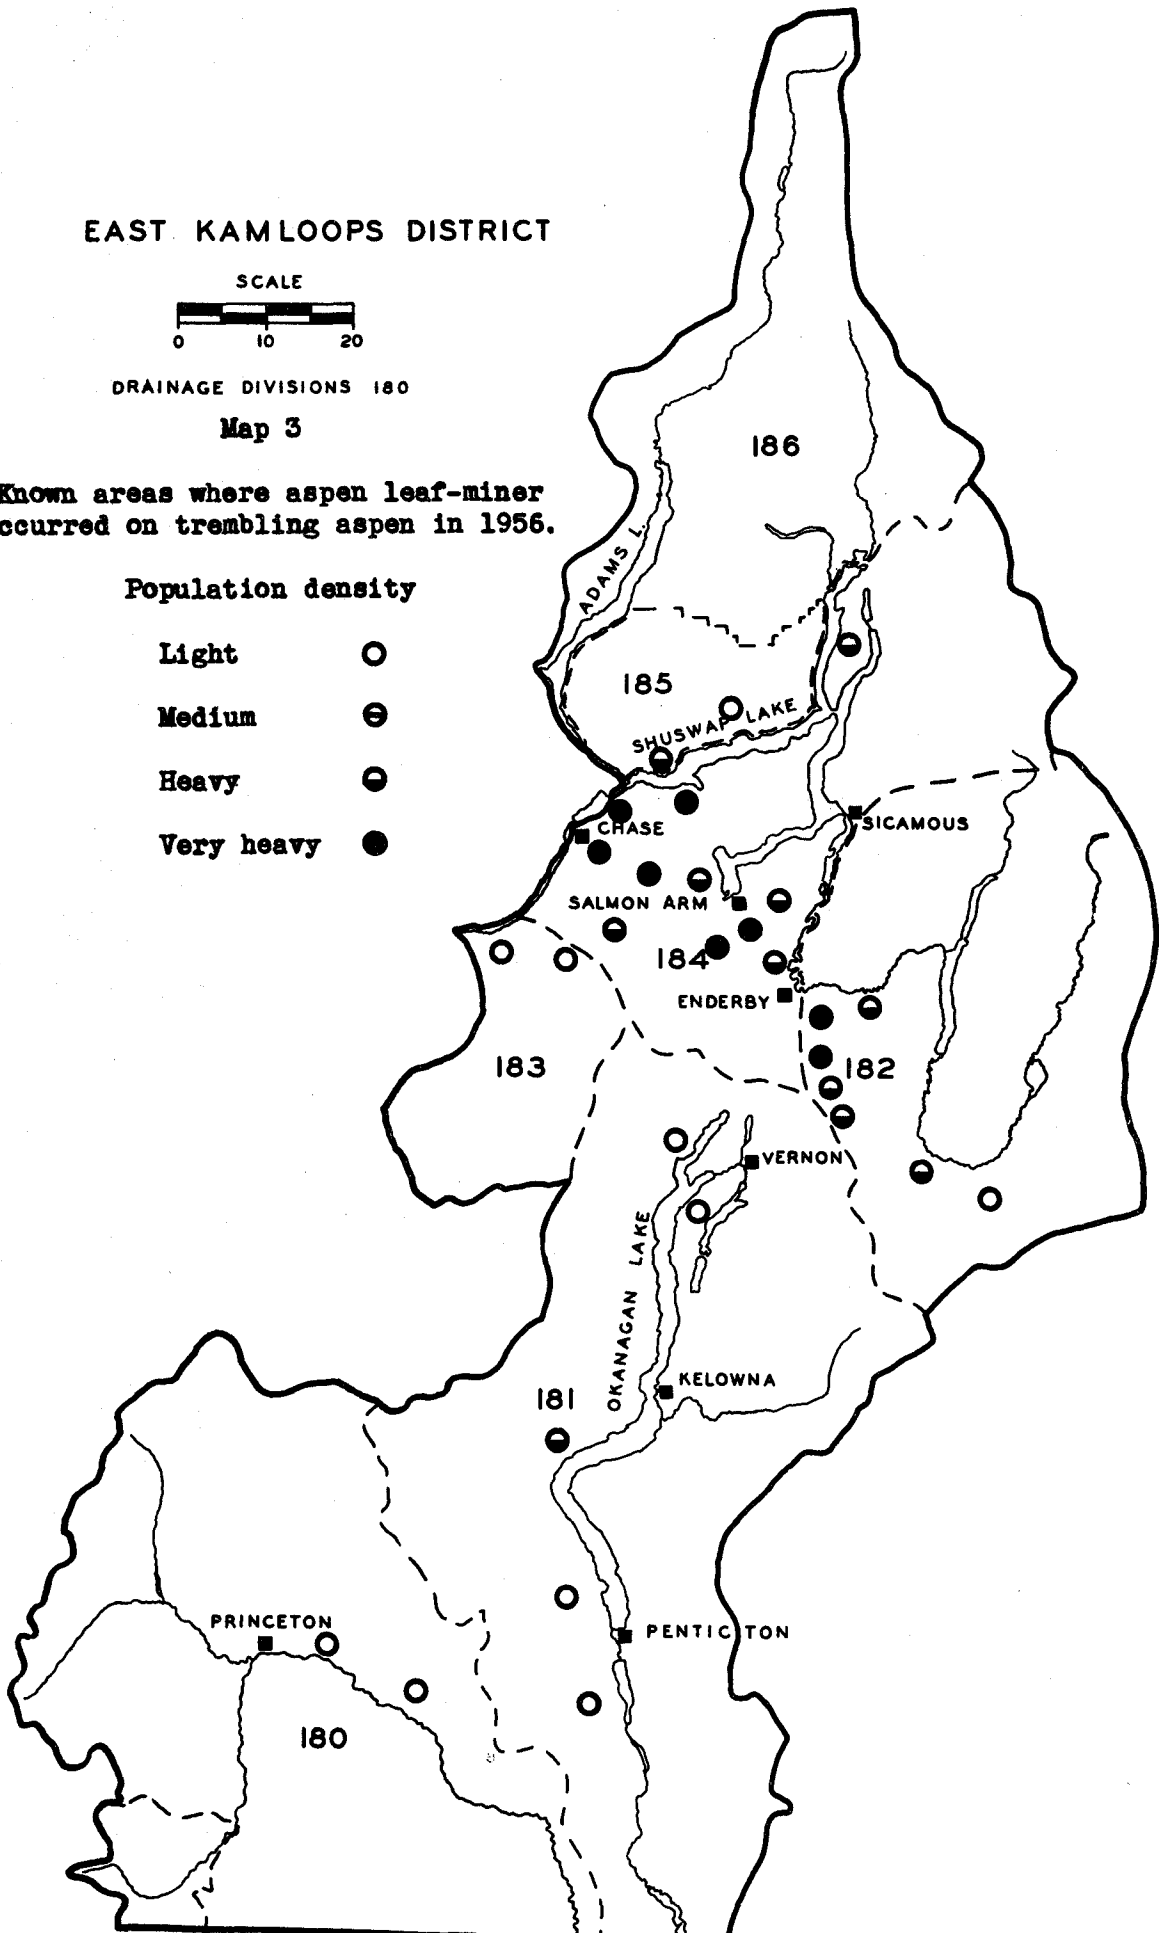 EAST KAMLOOPS DISTRICT
SCALE
0 10 20
DRAINAGE DIVISIONS 180
Map 3
Known areas where aspen leaf-miner
ccurred on trembling aspen in 1956.
Population density
Light
Medium
Heavy
Very heavy
186
ADAMS L.
185
SHUSWAP LAKE
CHASE
SICAMOUS
SALMON ARM
184
ENDERBY
183
182
VERNON
OKANAGAN LAKE
KELOWNA
181
PRINCETON
PENTICTON
180